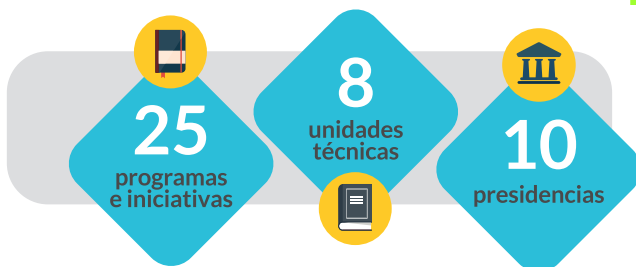 25
programas
e iniciativas
8
unidades
técnicas
10
presidencias